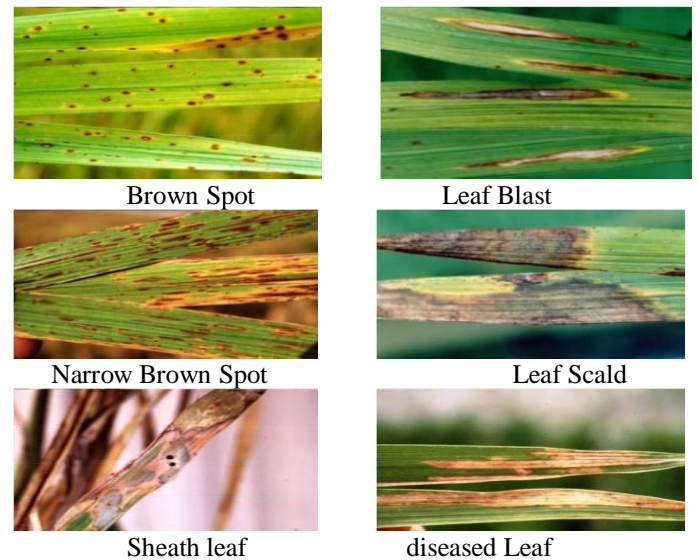 Brown Spot
Leaf Blast
Narrow Brown Spot
Leaf Scald
Sheath leaf
diseased Leaf